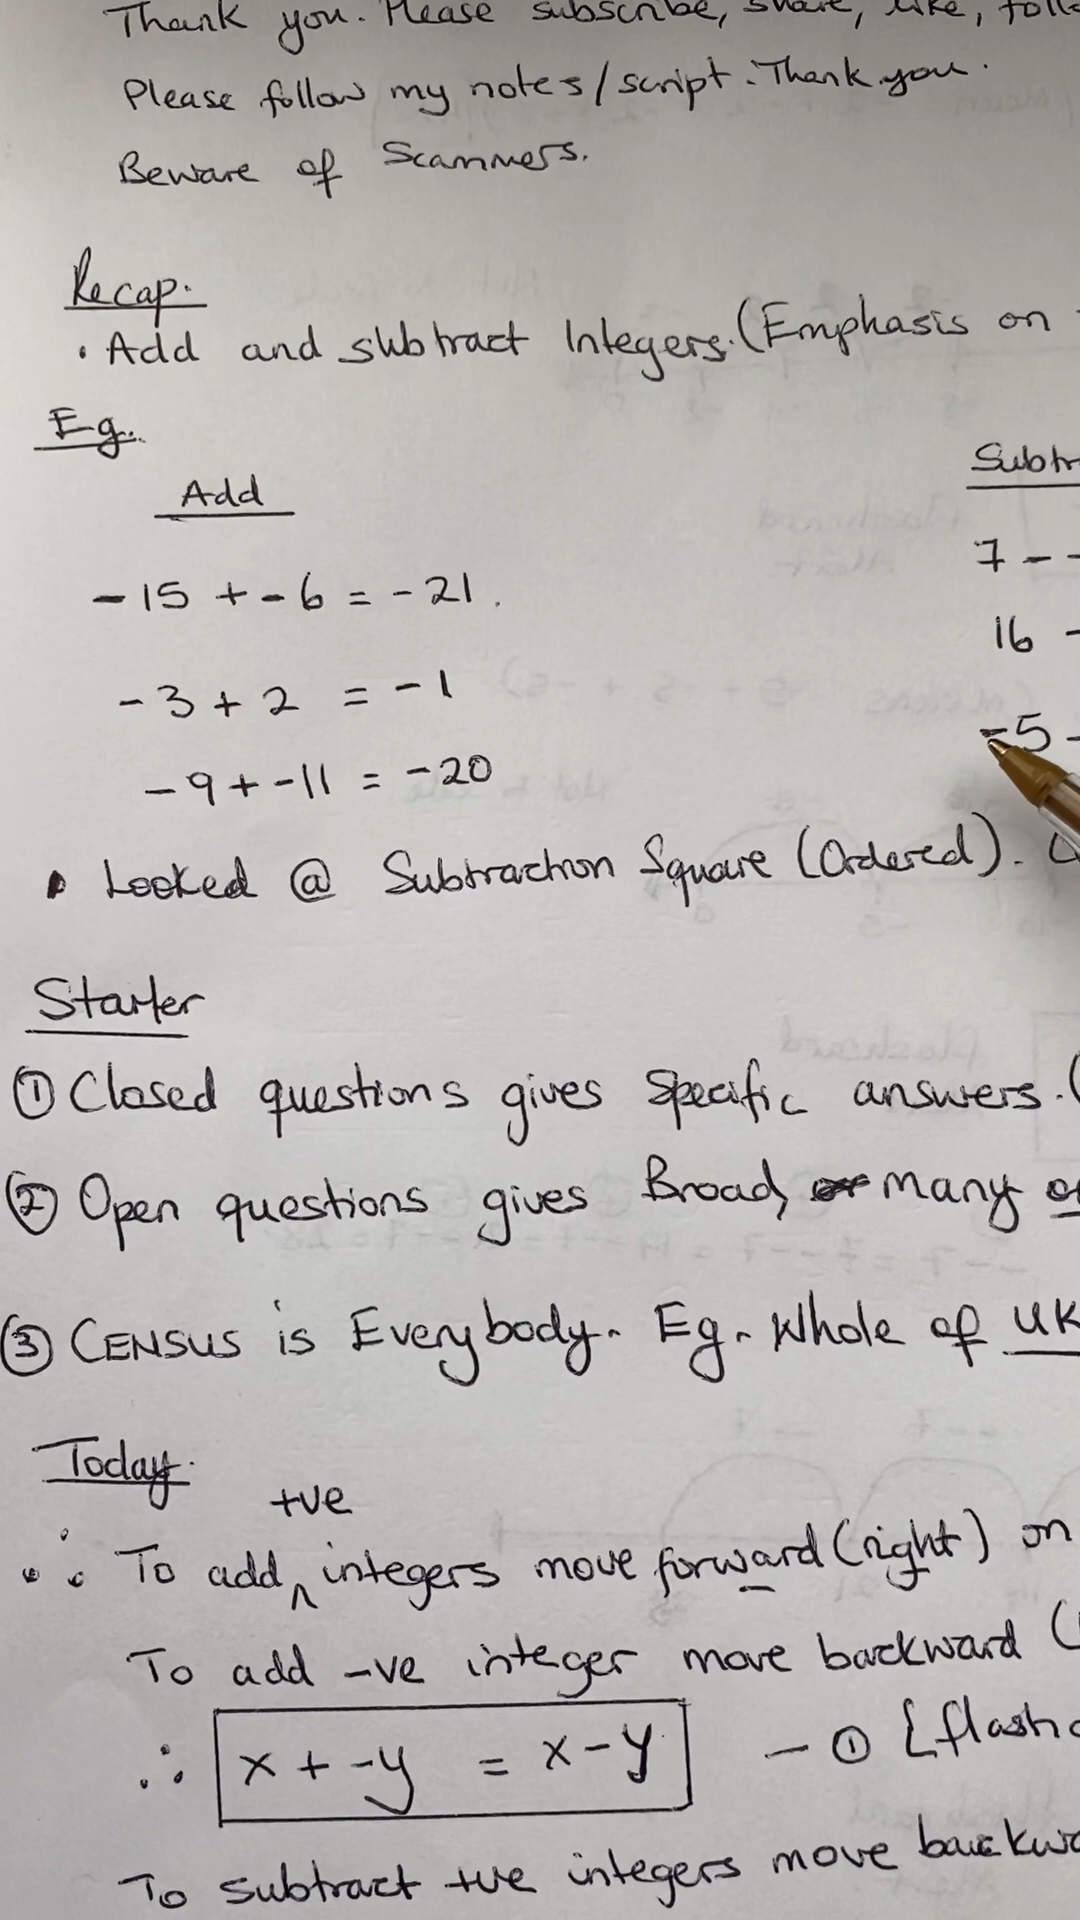 Thank you. Please subscribe, share, like,
Please follow my notes/script. Thank you.
Beware of Scammers.
Recap.
• Add and subtract Integers. (Emphasis on
Eg.
Add
Subtr
-15 + -6 = -21.
7 - -
-3 + 2 = -1
16 -
-9 + -11 = -20
-5 -
• Looked @ Subtraction Square (Ordered).
Starter
① Closed questions gives specific answers. (
② Open questions gives Broad, many
③ CENSUS is Everybody. Eg. Whole of UK
Today.
+ve
∴ To add ^ integers move forward (right) on
To add -ve integer move backward (
∴ x + -y = x - y - ① {flash
To subtract +ve integers move backw